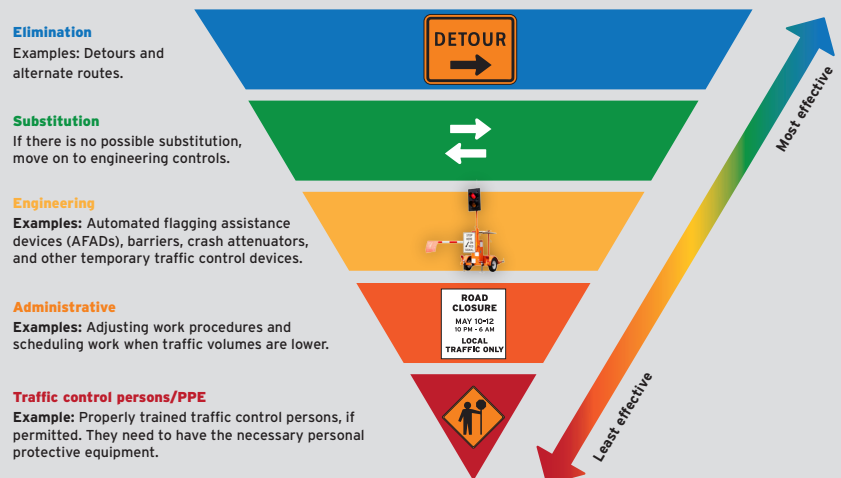 Elimination
Examples: Detours and
alternate routes.
DETOUR
Substitution
If there is no possible substitution,
move on to engineering controls.
Engineering
Examples: Automated flagging assistance
devices (AFADs), barriers, crash attenuators,
and other temporary traffic control devices.
Administrative
Examples: Adjusting work procedures and
scheduling work when traffic volumes are lower.
ROAD
CLOSURE
MAY 10-12
10 PM - 6 AM
LOCAL
TRAFFIC ONLY
Traffic control persons/PPE
Example: Properly trained traffic control persons, if
permitted. They need to have the necessary personal
protective equipment.
Most effective
Least effective